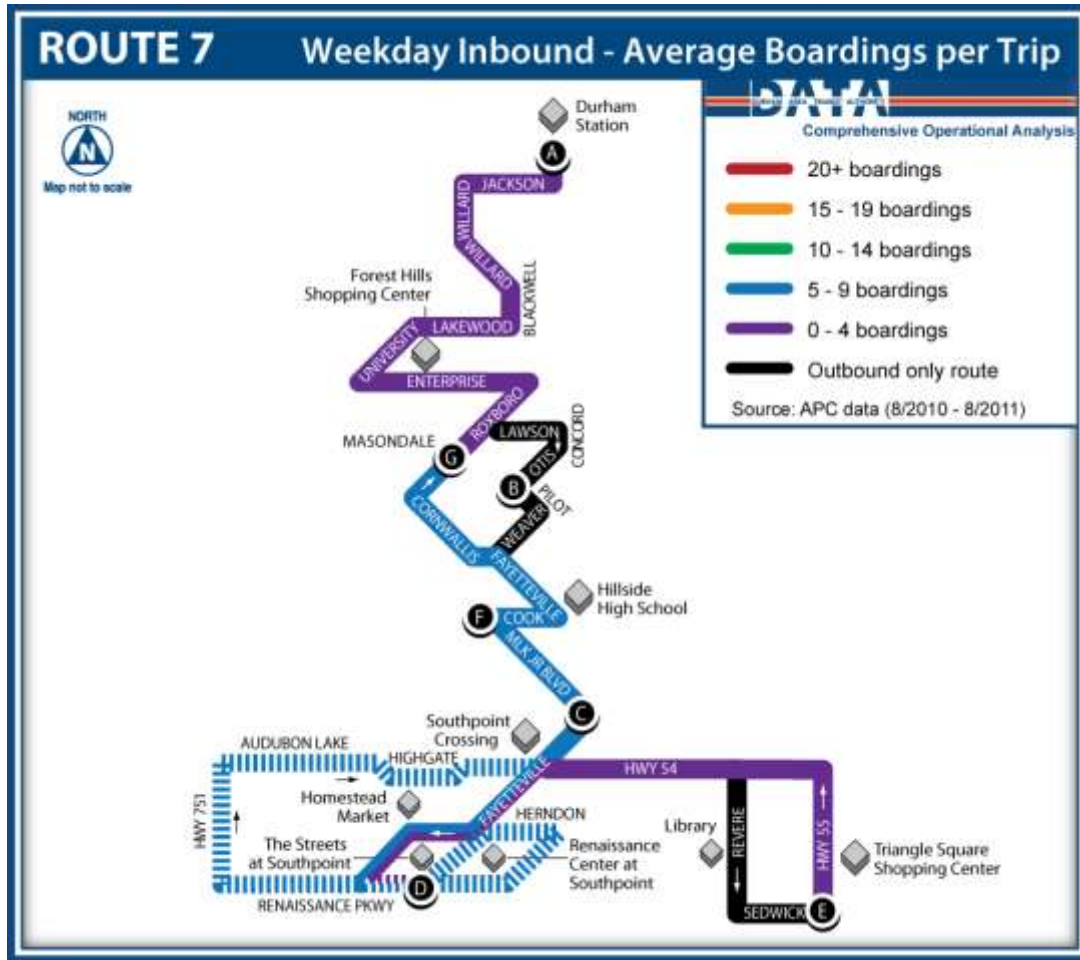 ROUTE 7 Weekday Inbound - Average Boardings per Trip
DATA
DURHAM AREA TRANSIT AUTHORITY
Comprehensive Operational Analysis
20+ boardings
15 - 19 boardings
10 - 14 boardings
5 - 9 boardings
0 - 4 boardings
Outbound only route
Source: APC data (8/2010 - 8/2011)
NORTH
N
Map not to scale
Durham
Station
A
JACKSON
WILLARD
WILLARD
BLACKWELL
Forest Hills
Shopping Center
LAKEWOOD
UNIVERSITY
ENTERPRISE
ROXBORO
LAWSON
CONCORD
MASONDALE
G
OTIS
B
PILOT
WEAVER
CORNWALLIS
FAYETTEVILLE
Hillside
High School
F
COOK
MLK JR BLVD
C
Southpoint
Crossing
AUDUBON LAKE
HIGHGATE
HWY 54
FAYETTEVILLE
Homestead
Market
HERNDON
HWY 751
The Streets
at Southpoint
Renaissance
Center at
Southpoint
D
RENAISSANCE PKWY
Library
REVERE
HWY 55
Triangle Square
Shopping Center
SEDWICK
E